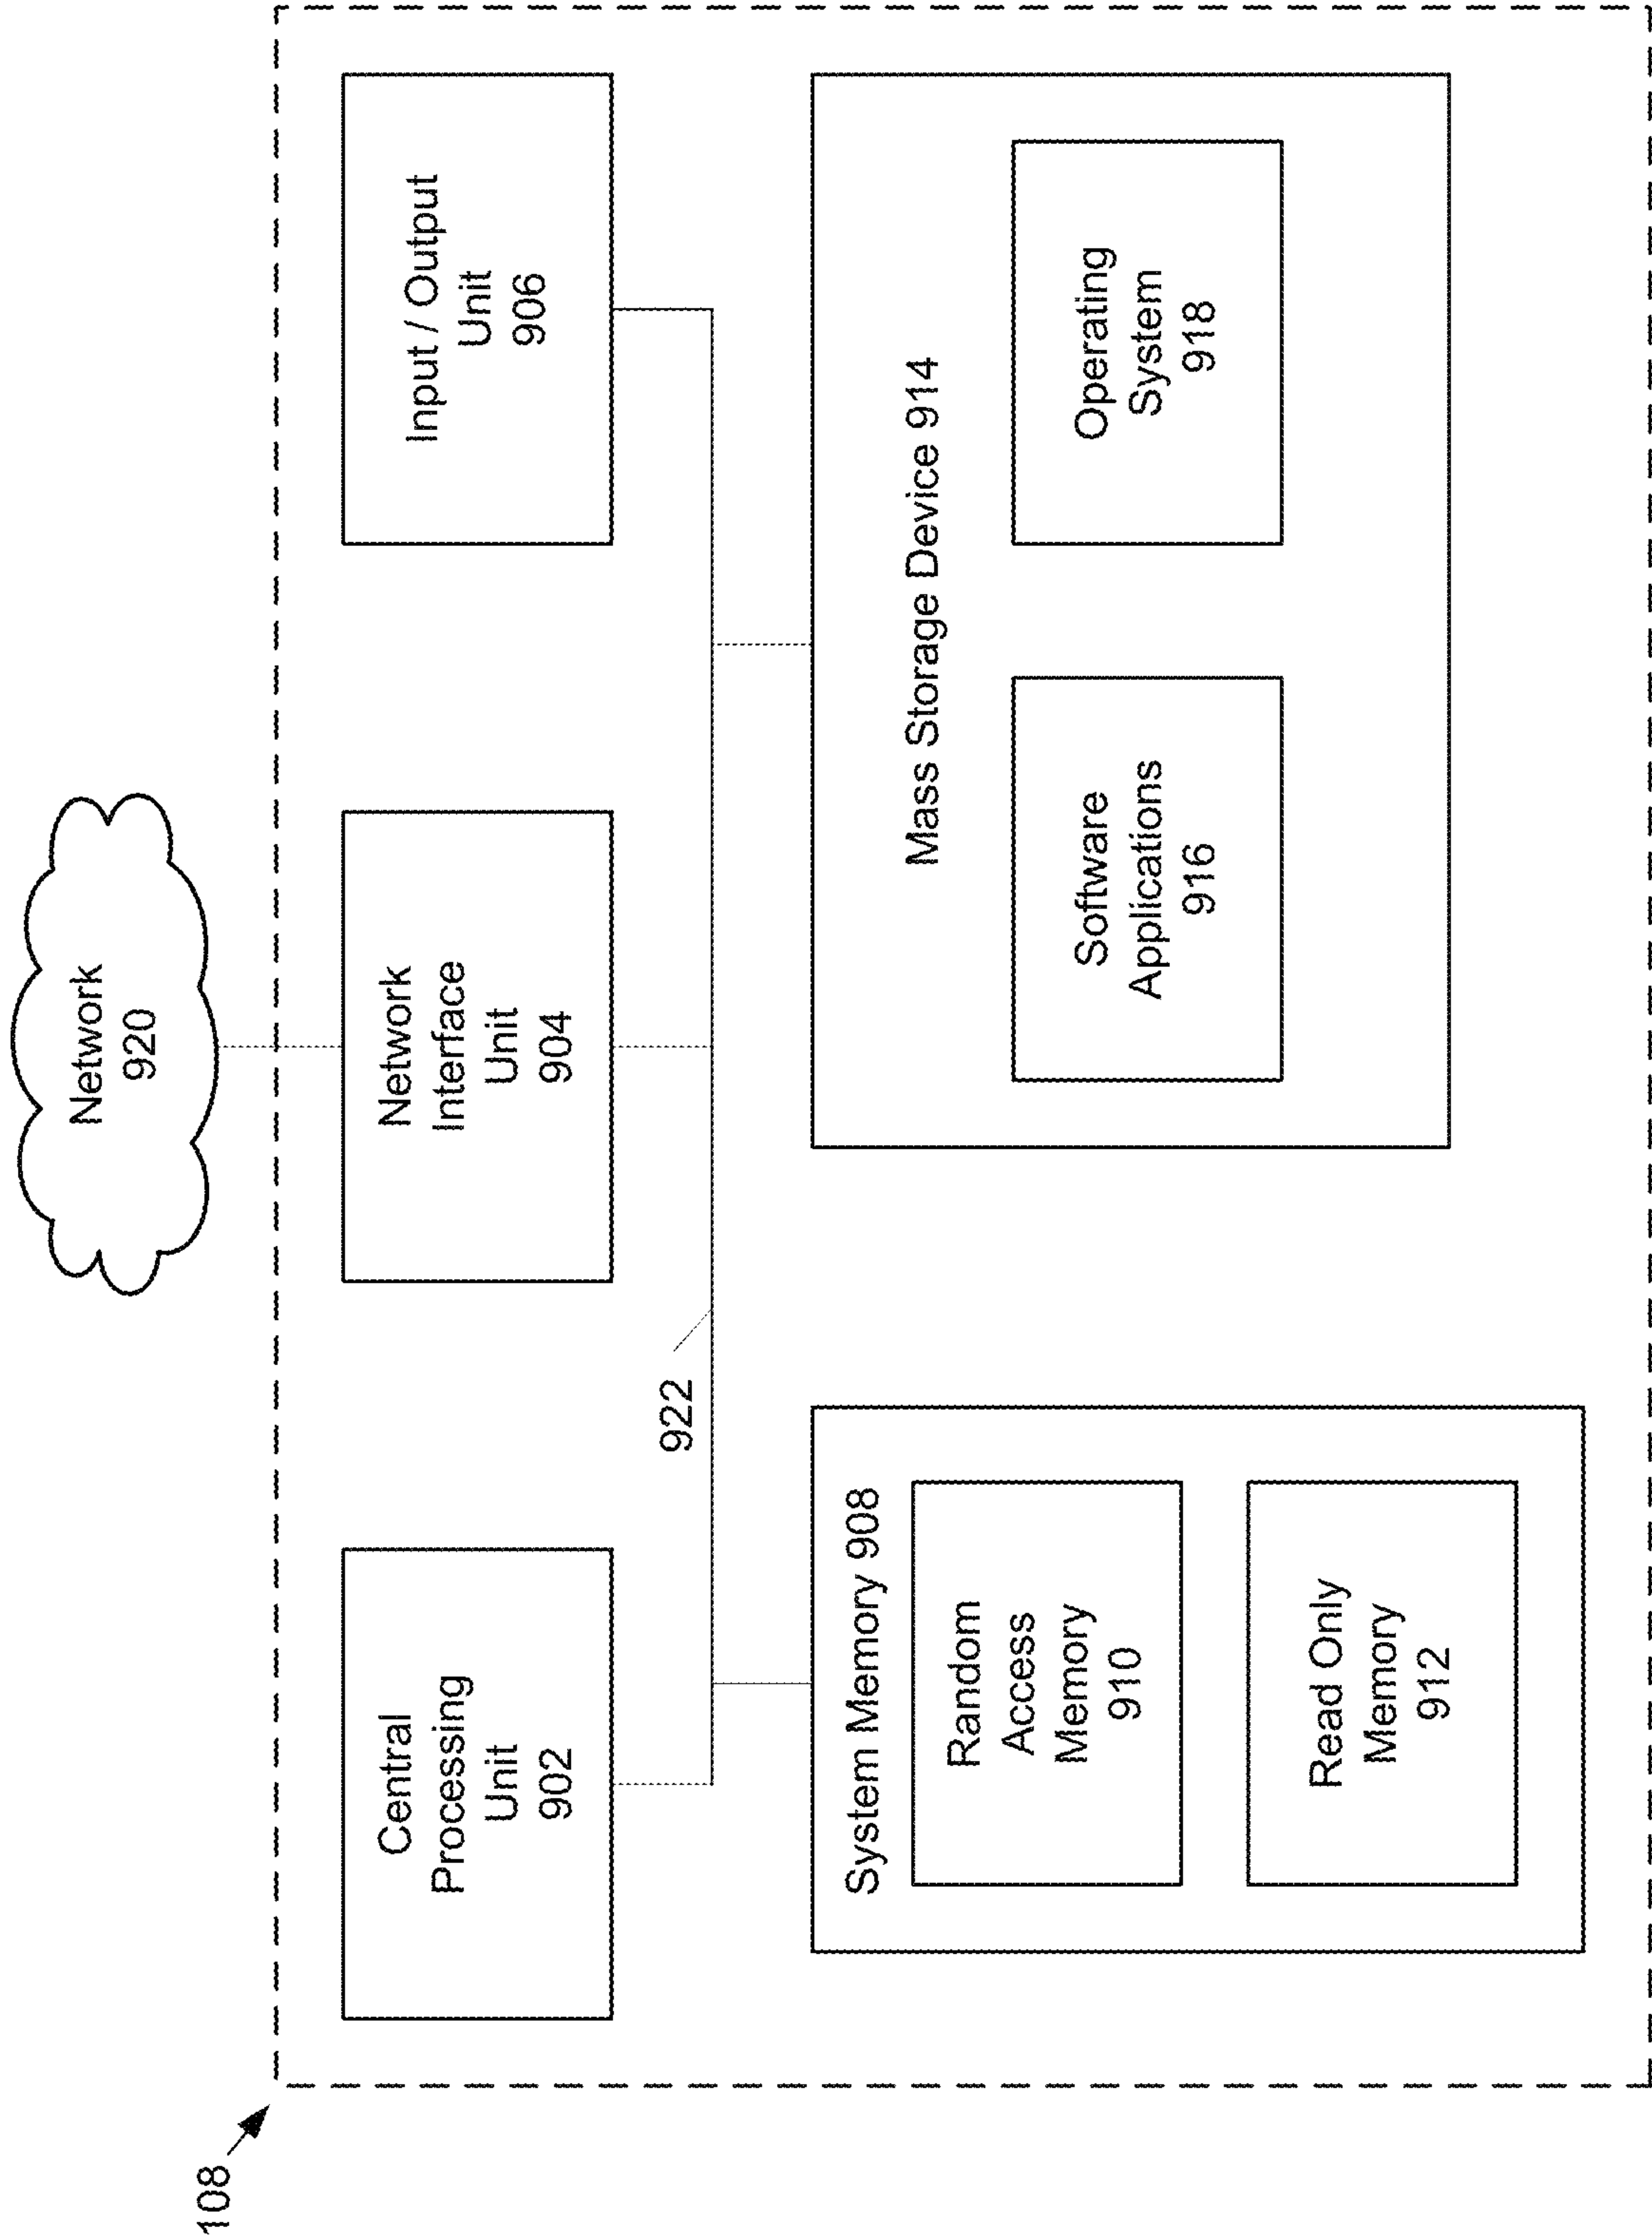 108
Network
920
Central
Processing
Unit
902
Network
Interface
Unit
904
Input / Output
Unit
906
922
System Memory 908
Random
Access
Memory
910
Read Only
Memory
912
Mass Storage Device 914
Software
Applications
916
Operating
System
918